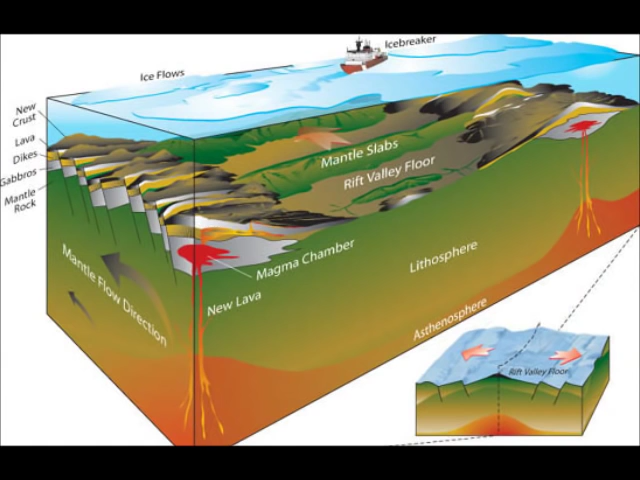 Icebreaker
Ice Flows
New
Crust
Lava
Dikes
Gabbros
Mantle
Rock
Mantle Slabs
Rift Valley Floor
Magma Chamber
Lithosphere
Mantle Flow Direction
New Lava
Asthenosphere
Rift Valley Floor